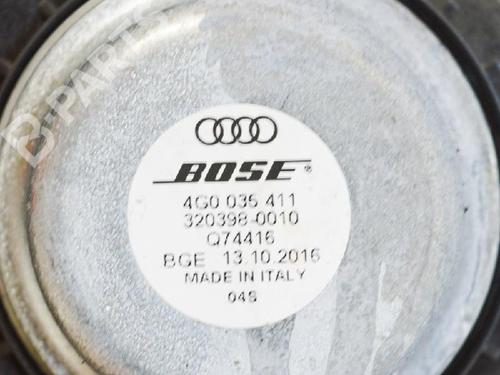 B-PARTS
BOSE®
4G0 035 411
320398-0010
Q74416
BGE 13.10.2016
MADE IN ITALY
04S